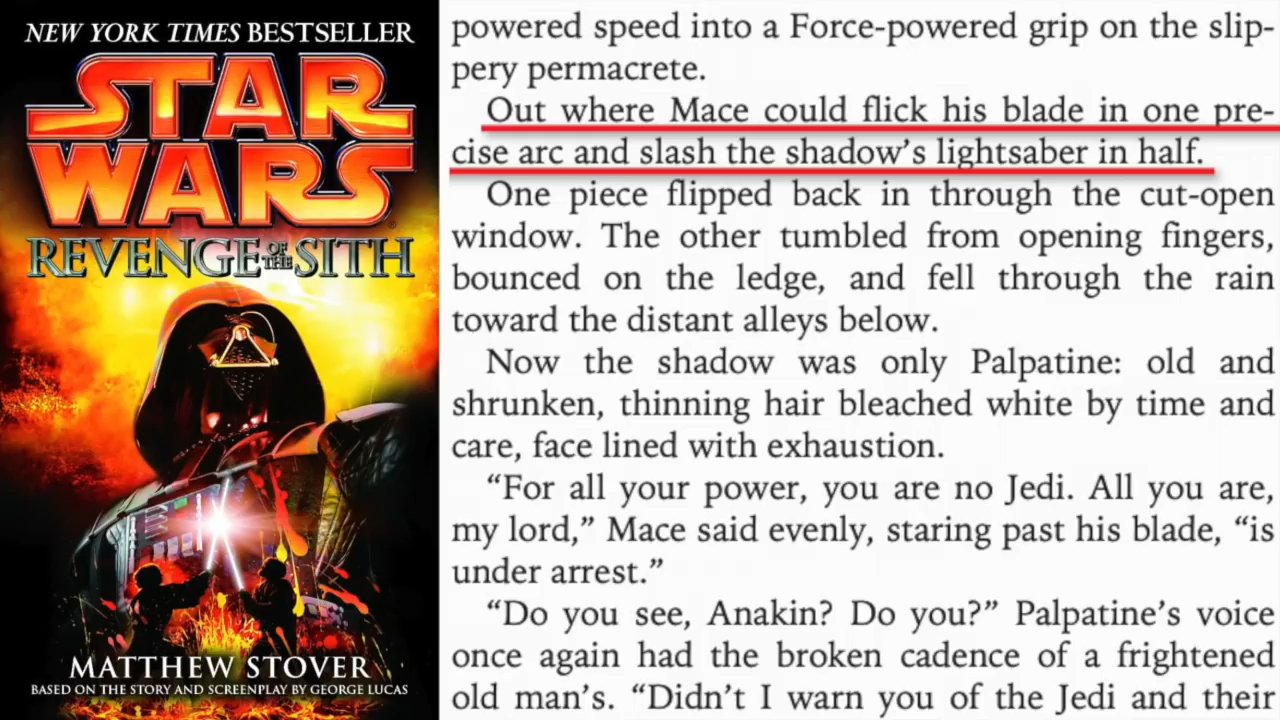 NEW YORK TIMES BESTSELLER
STAR
WARS
REVENGE OF THE SITH
MATTHEW STOVER
BASED ON THE STORY AND SCREENPLAY BY GEORGE LUCAS
powered speed into a Force-powered grip on the slip-
pery permacrete.
Out where Mace could flick his blade in one pre-
cise arc and slash the shadow’s lightsaber in half.
One piece flipped back in through the cut-open
window. The other tumbled from opening fingers,
bounced on the ledge, and fell through the rain
toward the distant alleys below.
Now the shadow was only Palpatine: old and
shrunken, thinning hair bleached white by time and
care, face lined with exhaustion.
“For all your power, you are no Jedi. All you are,
my lord,” Mace said evenly, staring past his blade, “is
under arrest.”
“Do you see, Anakin? Do you?” Palpatine’s voice
once again had the broken cadence of a frightened
old man’s. “Didn’t I warn you of the Jedi and their